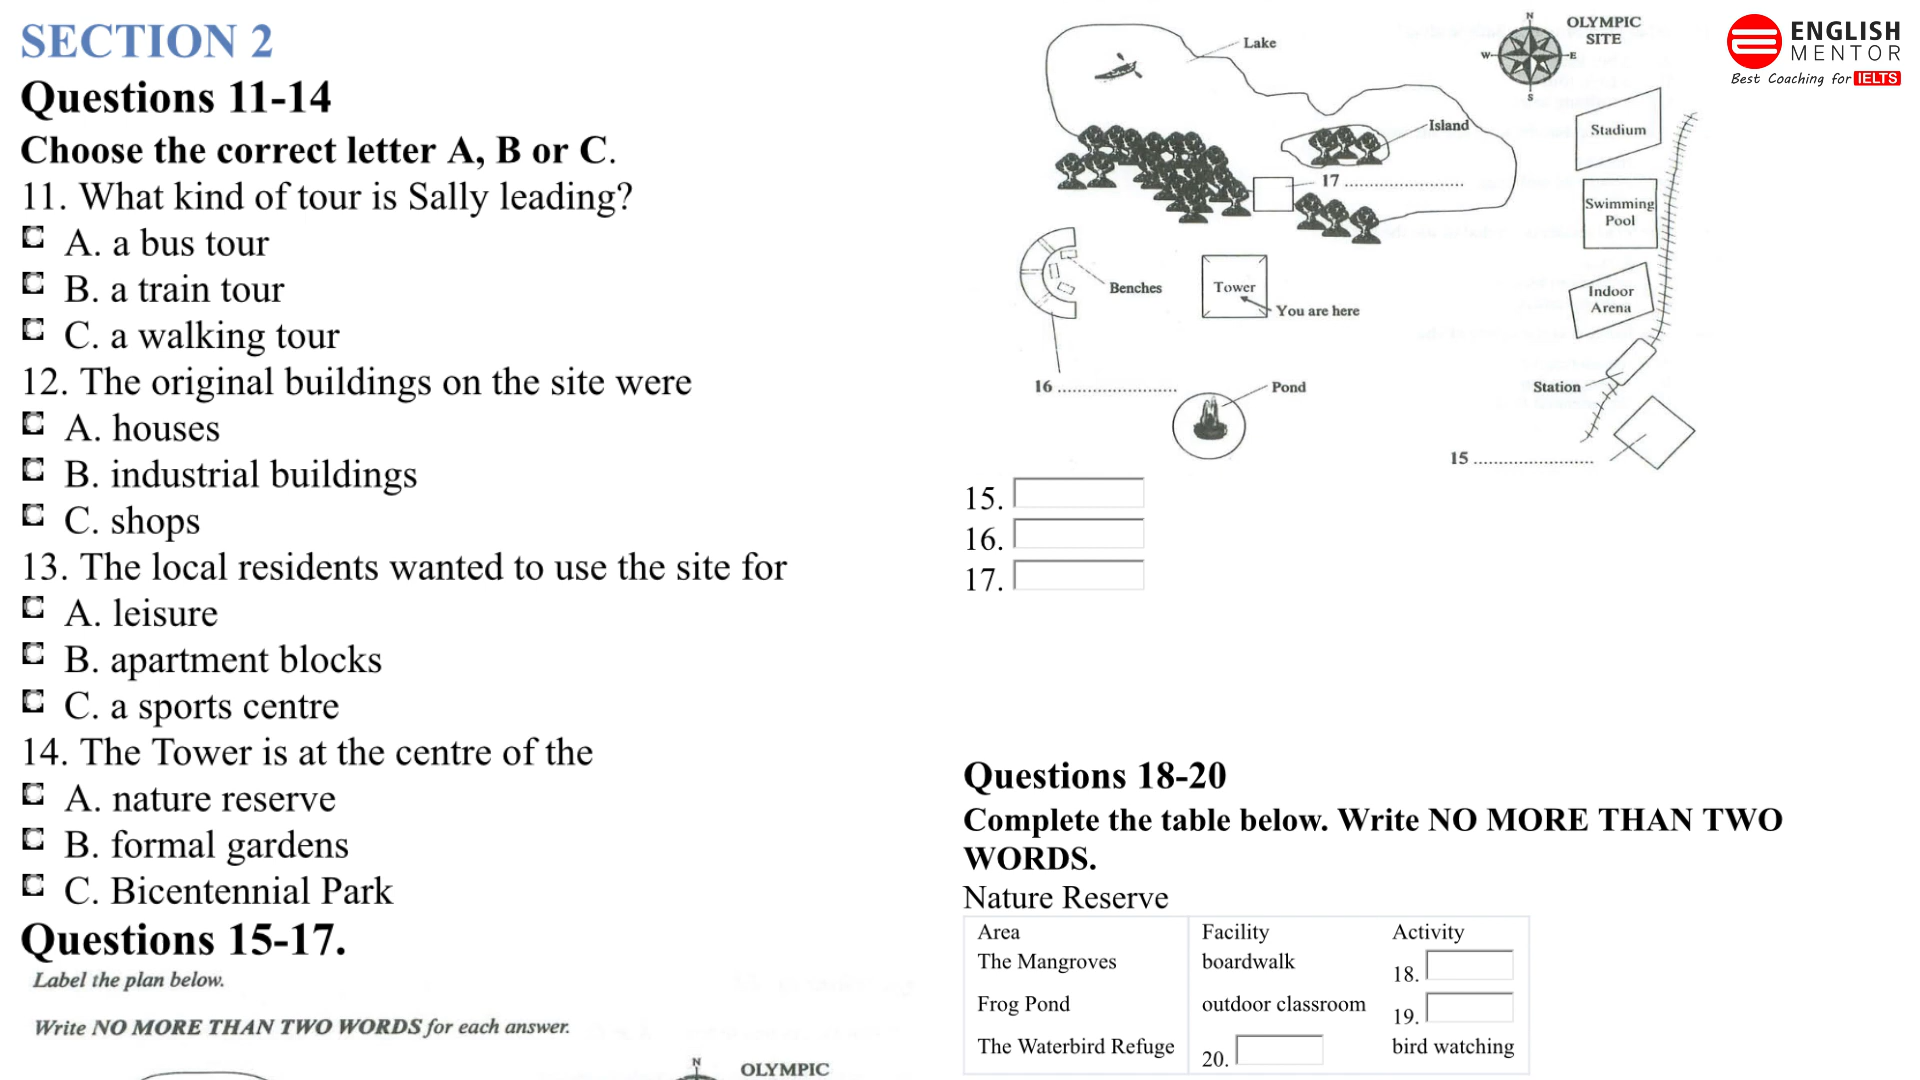 SECTION 2
Questions 11-14
Choose the correct letter A, B or C.
11. What kind of tour is Sally leading?
A. a bus tour
B. a train tour
C. a walking tour
12. The original buildings on the site were
A. houses
B. industrial buildings
C. shops
13. The local residents wanted to use the site for
A. leisure
B. apartment blocks
C. a sports centre
14. The Tower is at the centre of the
A. nature reserve
B. formal gardens
C. Bicentennial Park
Questions 15-17.
Label the plan below.
Write NO MORE THAN TWO WORDS for each answer.
N
OLYMPIC
N
OLYMPIC
SITE
W
E
S
Lake
Island
Stadium
17 ........................
Swimming
Pool
Benches
Tower
You are here
Indoor
Arena
16 ........................
Pond
Station
15 ........................
15.
16.
17.
ENGLISH
MENTOR
Best Coaching for IELTS
Questions 18-20
Complete the table below. Write NO MORE THAN TWO
WORDS.
Nature Reserve
Area Facility Activity
The Mangroves boardwalk 18.
Frog Pond outdoor classroom 19.
The Waterbird Refuge 20. bird watching